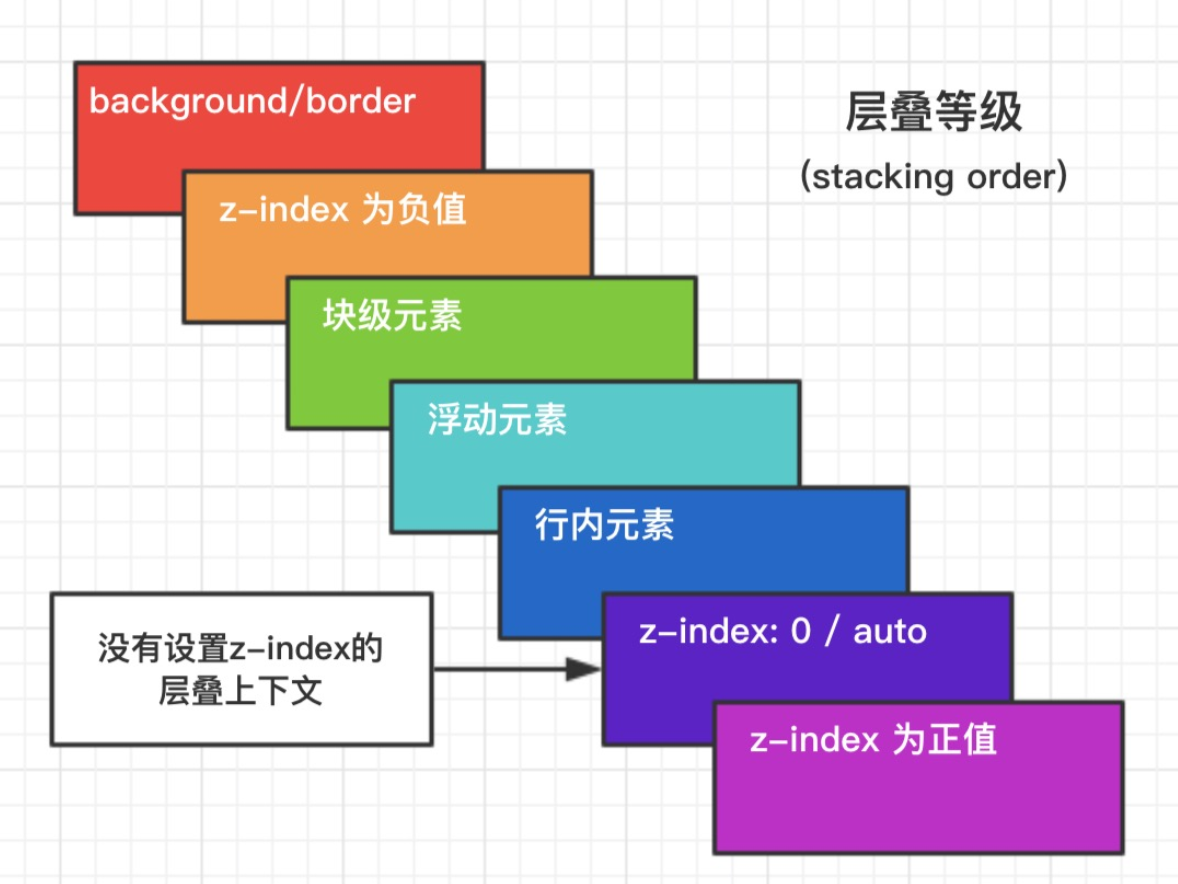 background/border
层叠等级
(stacking order)
z-index 为负值
块级元素
浮动元素
行内元素
没有设置z-index的
层叠上下文
z-index: 0 / auto
z-index 为正值